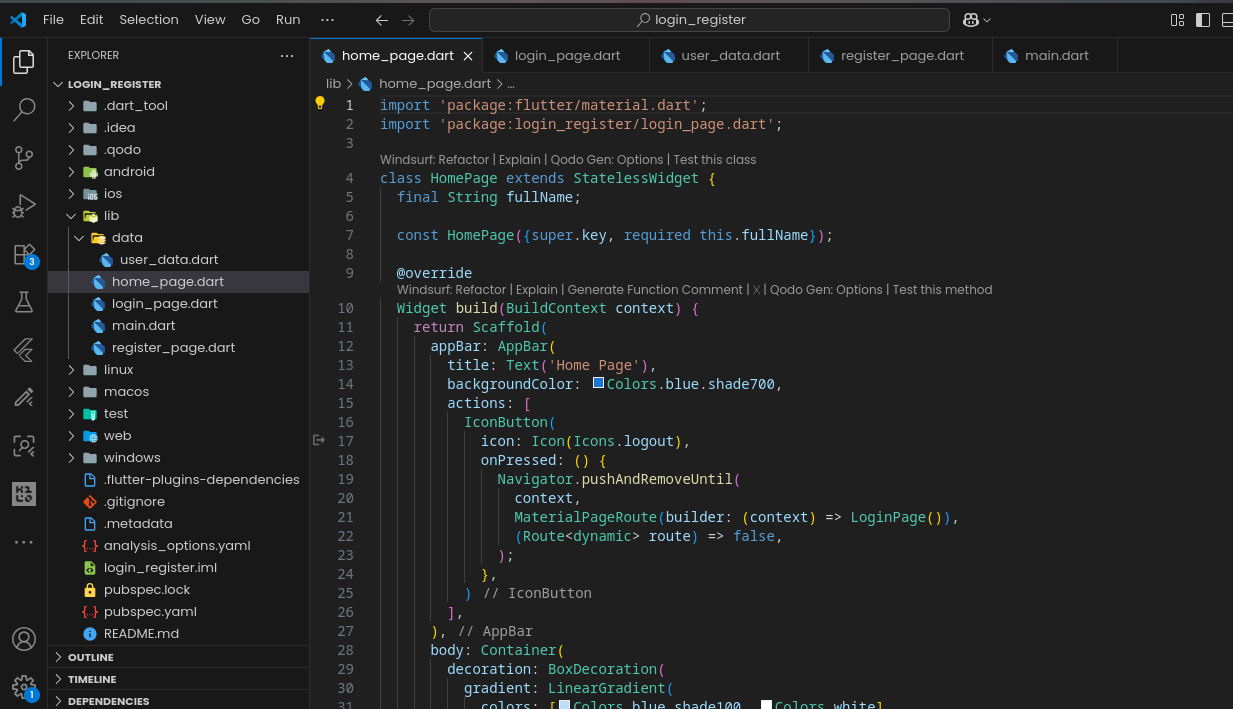 File Edit Selection View Go Run ··· login_register
EXPLORER ···
LOGIN_REGISTER
.dart_tool
.idea
.qodo
android
ios
lib
data
user_data.dart
home_page.dart
login_page.dart
main.dart
register_page.dart
linux
macos
test
web
windows
.flutter-plugins-dependencies
.gitignore
.metadata
analysis_options.yaml
login_register.iml
pubspec.lock
pubspec.yaml
README.md
OUTLINE
TIMELINE
DEPENDENCIES
3
1
home_page.dart login_page.dart user_data.dart register_page.dart main.dart
lib > home_page.dart > ...
1 import 'package:flutter/material.dart';
2 import 'package:login_register/login_page.dart';
3
Windsurf: Refactor | Explain | Qodo Gen: Options | Test this class
4 class HomePage extends StatelessWidget {
5 final String fullName;
6
7 const HomePage({super.key, required this.fullName});
8
9 @override
Windsurf: Refactor | Explain | Generate Function Comment | X | Qodo Gen: Options | Test this method
10 Widget build(BuildContext context) {
11 return Scaffold(
12 appBar: AppBar(
13 title: Text('Home Page'),
14 backgroundColor: Colors.blue.shade700,
15 actions: [
16 IconButton(
17 icon: Icon(Icons.logout),
18 onPressed: () {
19 Navigator.pushAndRemoveUntil(
20 context,
21 MaterialPageRoute(builder: (context) => LoginPage()),
22 (Route<dynamic> route) => false,
23 );
24 },
25 ) // IconButton
26 ],
27 ), // AppBar
28 body: Container(
29 decoration: BoxDecoration(
30 gradient: LinearGradient(
31 colors: [Colors.blue.shade100, Colors.white]